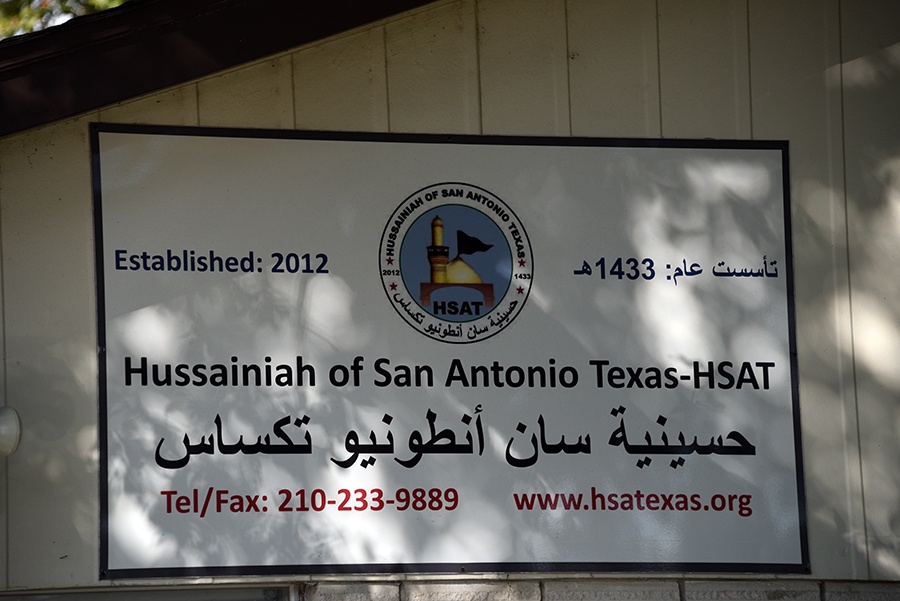 HUSSAINIAH OF SAN ANTONIO TEXAS
2012
1433
HSAT
حسينية سان أنطونيو تكساس
Established: 2012
تأسست عام: 1433هـ
Hussainiah of San Antonio Texas-HSAT
حسينية سان أنطونيو تكساس
Tel/Fax: 210-233-9889
www.hsatexas.org